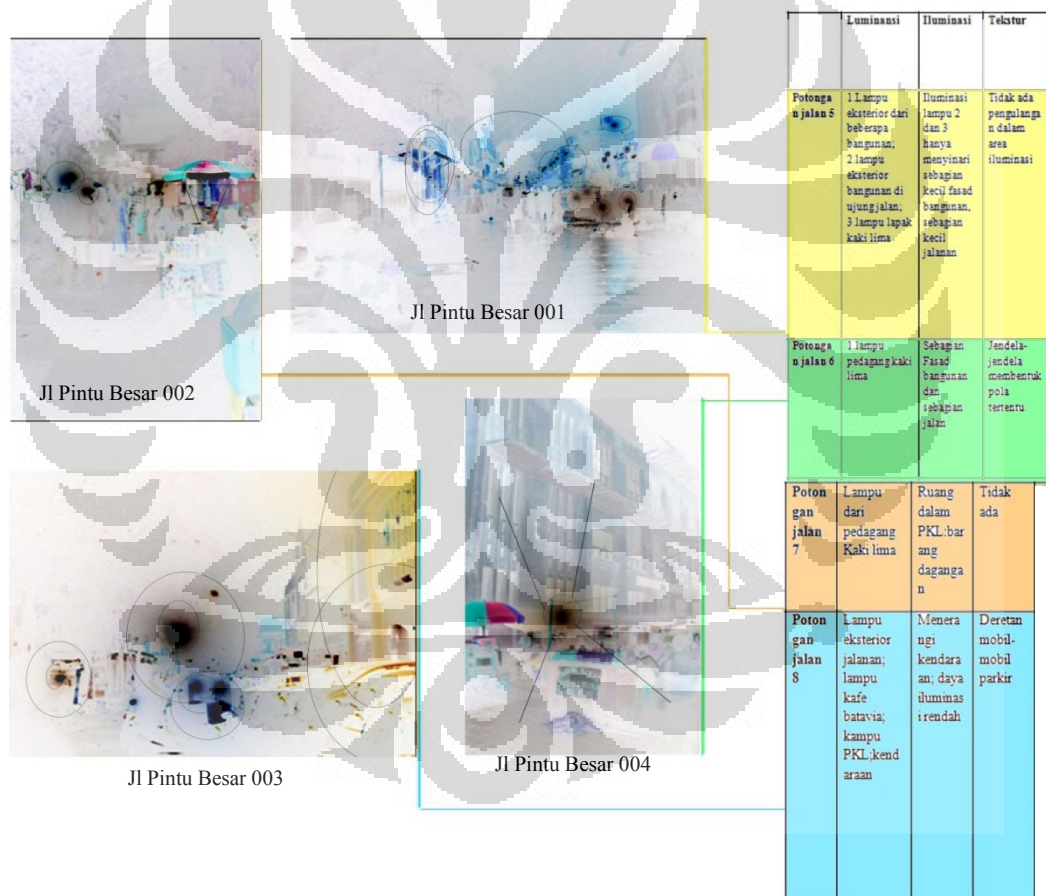 Luminansi Iluminasi Tekstur
Potonga
n jalan 5
1 Lampu
eksterior dari
beberapa
bangunan;
2 lampu
eksterior
bangunan di
ujung jalan;
3 lampu lapak
kaki lima
Iluminasi
lampu 2
dan 3
hanya
menyinari
sebagian
kecil fasad
bangunan,
sebagian
kecil
jalanan
Tidak ada
pengulanga
n dalam
area
iluminasi
Potonga
n jalan 6
1 lampu
pedagang kaki
lima
Sebagian
Fasad
bangunan
dan
sebagian
jalan
Jendela-
jendela
membentuk
pola
tertentu
Poton
gan
jalan
7
Lampu
dari
pedagang
Kaki lima
Ruang
dalam
PKL:bar
ang
daganga
n
Tidak
ada
Poton
gan
jalan
8
Lampu
eksterior
jalanan;
lampu
kafe
batavia;
kampu
PKL;kend
araan
Menera
ngi
kendara
an; daya
iluminas
i rendah
Deretan
mobil-
mobil
parkir
Jl Pintu Besar 001
Jl Pintu Besar 002
Jl Pintu Besar 003
Jl Pintu Besar 004